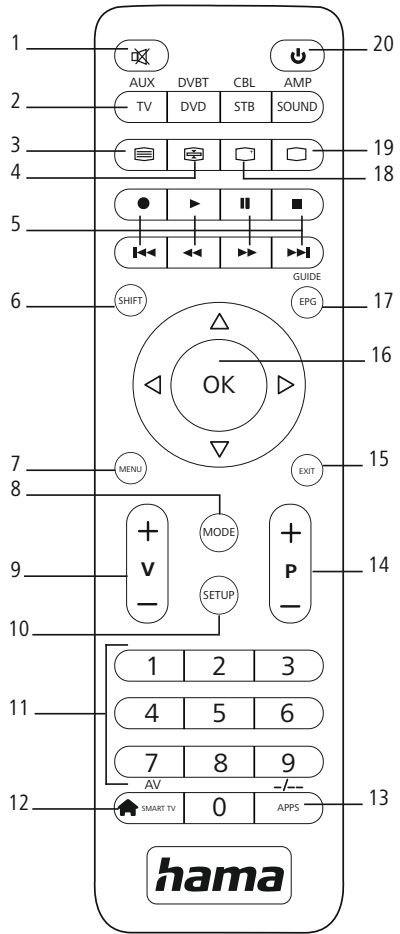 1 20
AUX DVBT CBL AMP
2 TV DVD STB SOUND
3 19
4 18
5
GUIDE
6 SHIFT EPG 17
16
OK
7 MENU EXIT 15
8 MODE
+ +
9 V P 14
– –
10 SETUP
1 2 3
11 4 5 6
7 8 9
AV -/--
12 SMART TV 0 APPS 13
hama